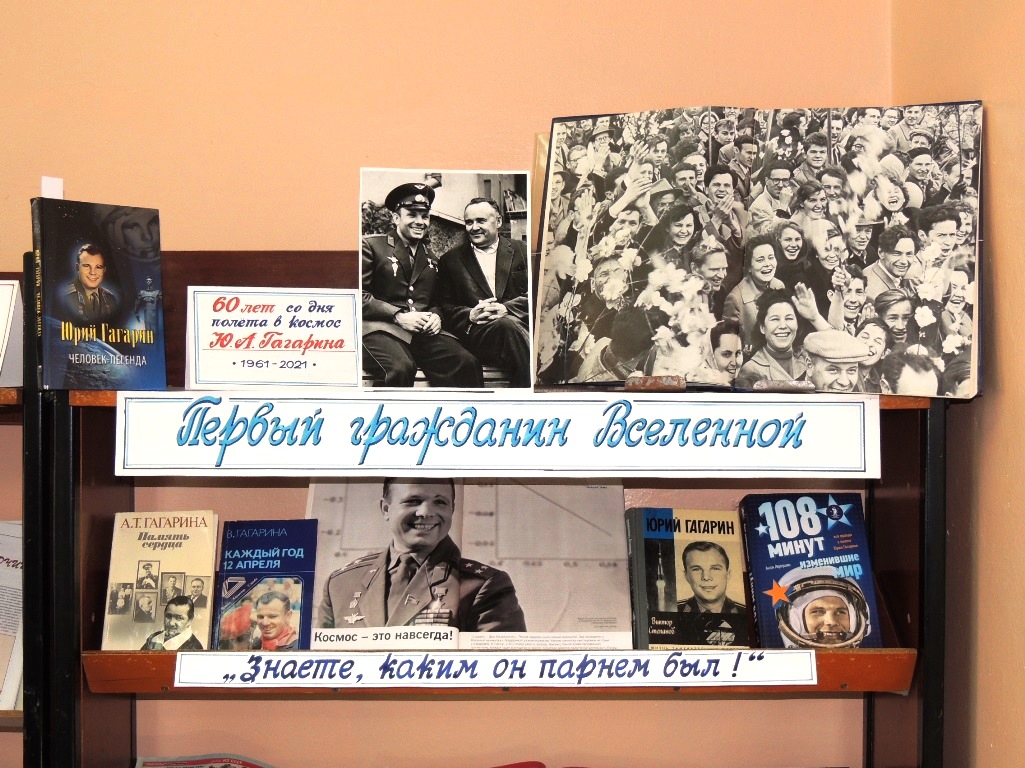 Юрий Гагарин
ЧЕЛОВЕК-ЛЕГЕНДА
60 лет со дня
полета в космос
Ю.А. Гагарина
• 1961-2021 •
Первый гражданин Вселенной
А.Т. ГАГАРИНА
Память
сердца
В. ГАГАРИНА
КАЖДЫЙ ГОД
12 АПРЕЛЯ
Космос – это навсегда!
ЮРИЙ ГАГАРИН
Виктор
Степанов
108
МИНУТ
изменившие
мир
„Знаете, каким он парнем был!“